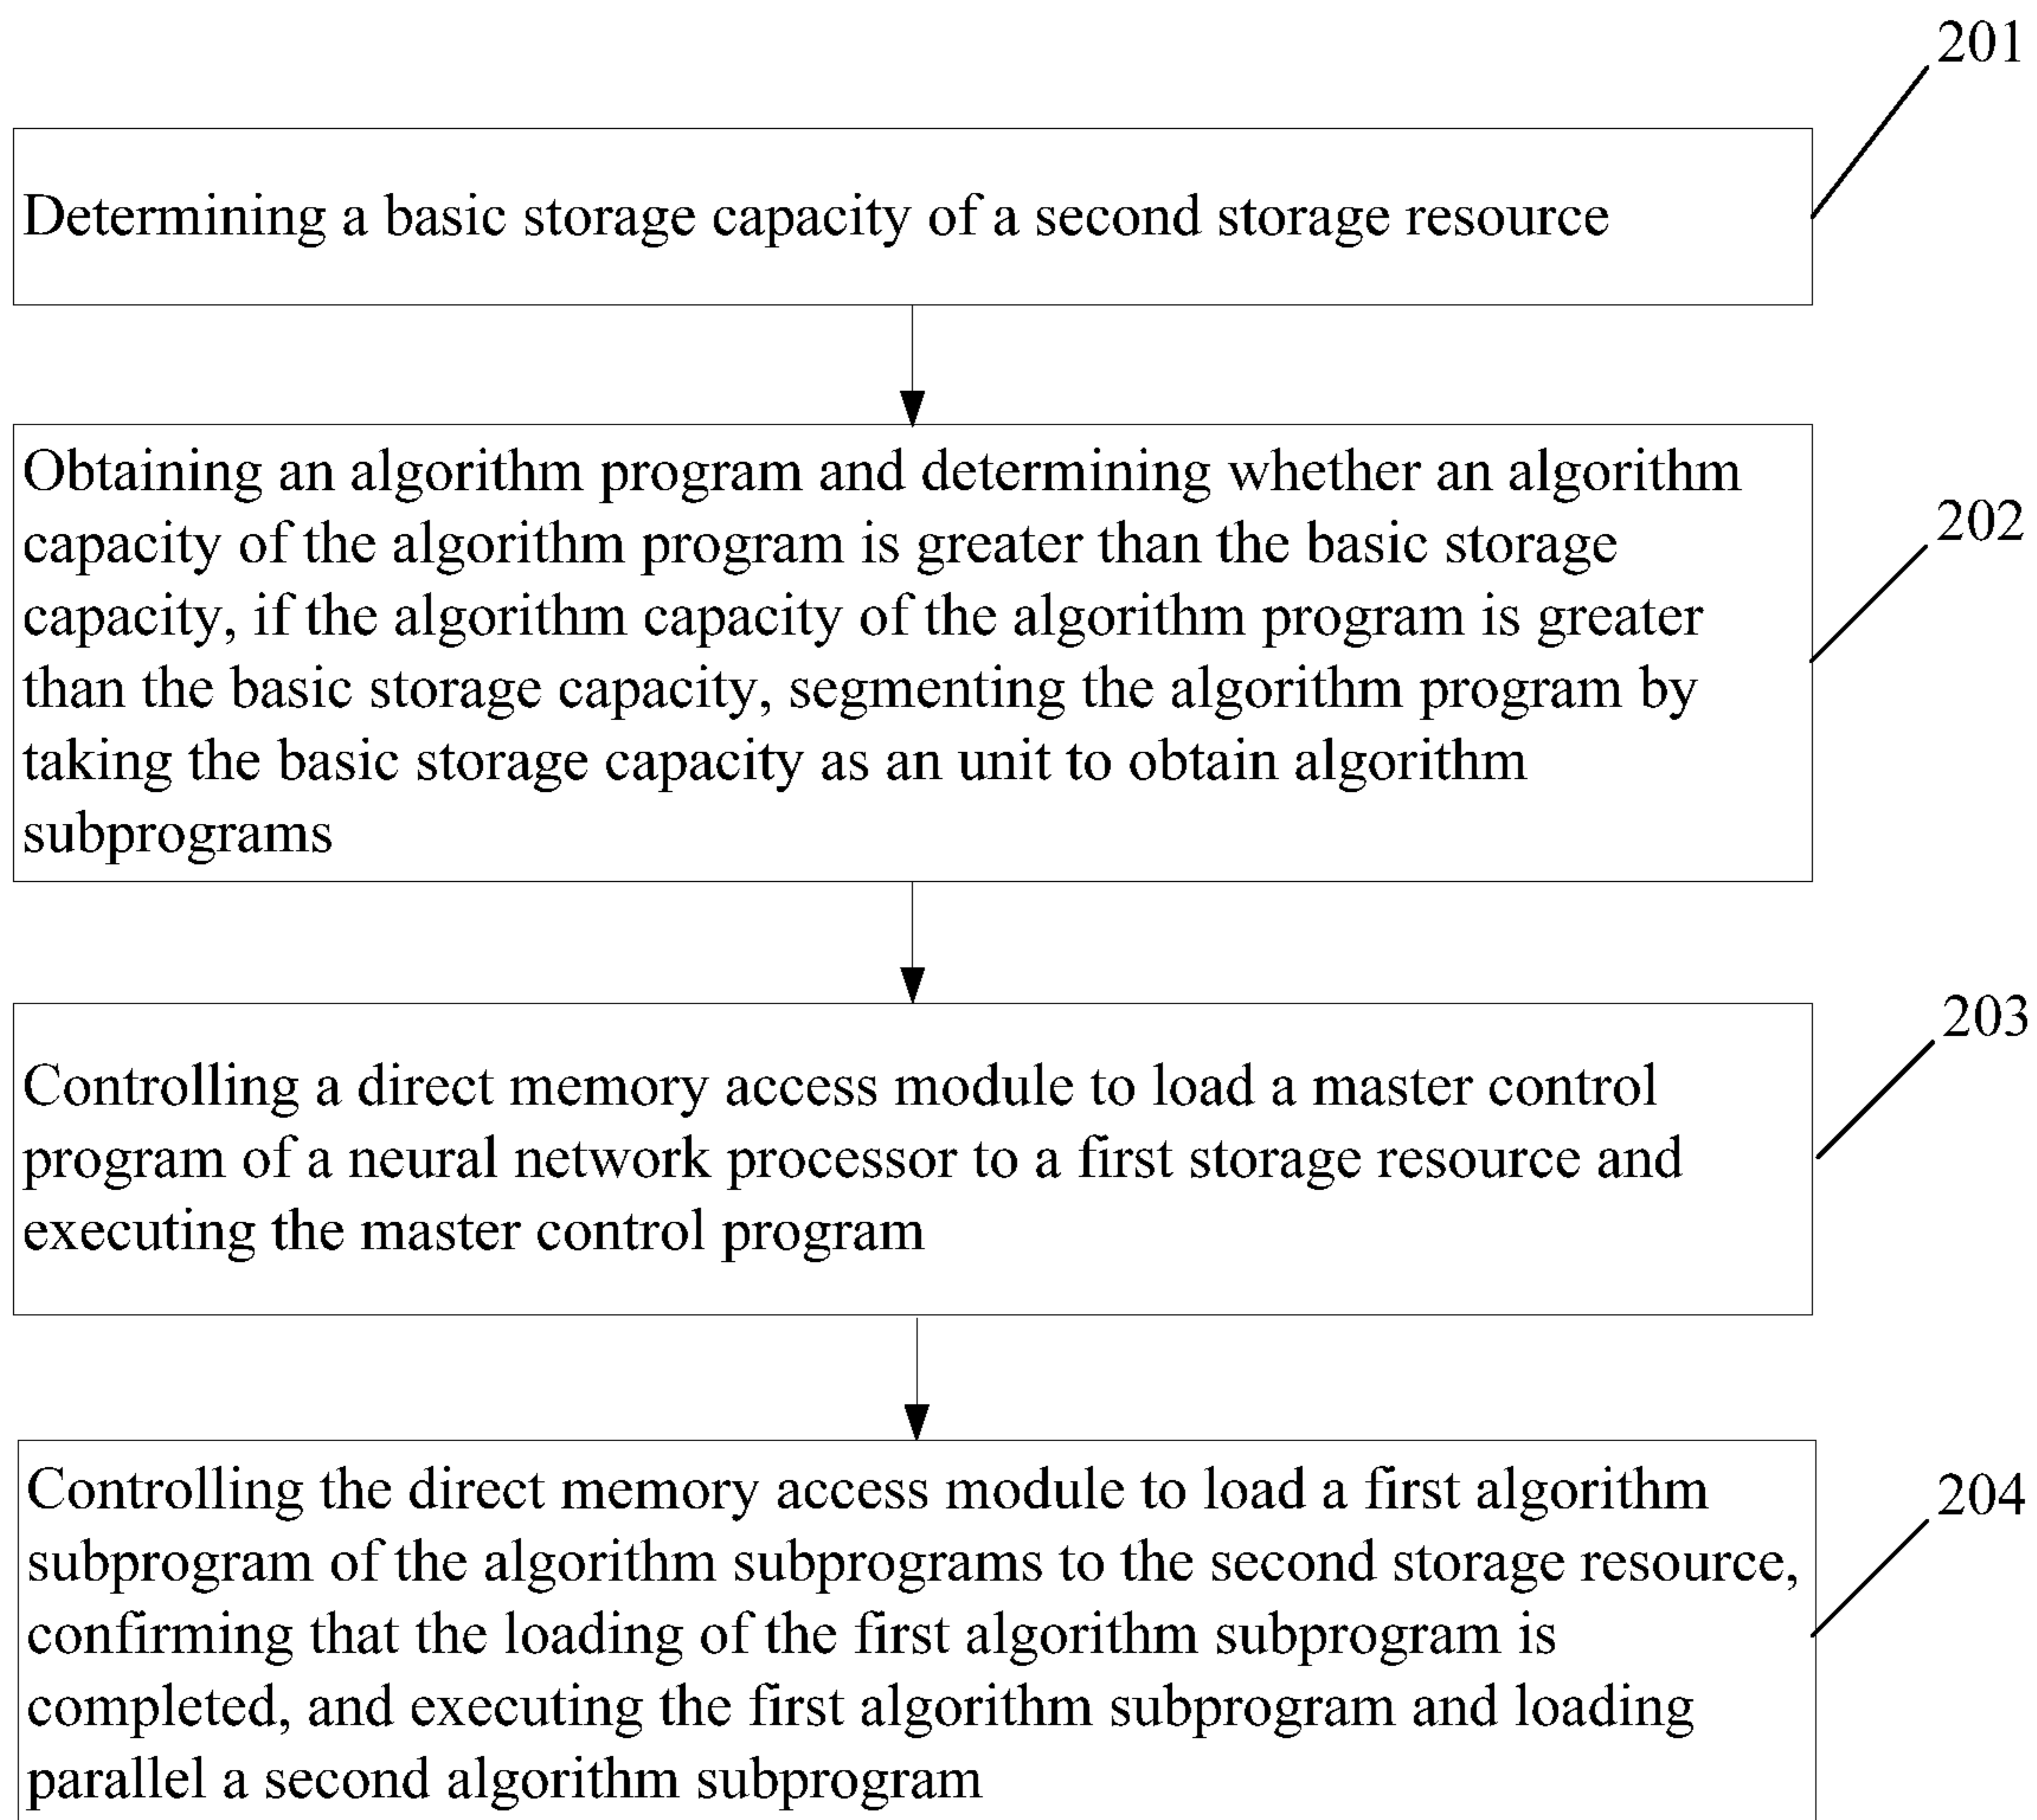 201
Determining a basic storage capacity of a second storage resource
Obtaining an algorithm program and determining whether an algorithm
capacity of the algorithm program is greater than the basic storage
202
capacity, if the algorithm capacity of the algorithm program is greater
than the basic storage capacity, segmenting the algorithm program by
taking the basic storage capacity as an unit to obtain algorithm
subprograms
203
Controlling a direct memory access module to load a master control
program of a neural network processor to a first storage resource and
executing the master control program
204
Controlling the direct memory access module to load a first algorithm
subprogram of the algorithm subprograms to the second storage resource,
confirming that the loading of the first algorithm subprogram is
completed, and executing the first algorithm subprogram and loading
parallel a second algorithm subprogram